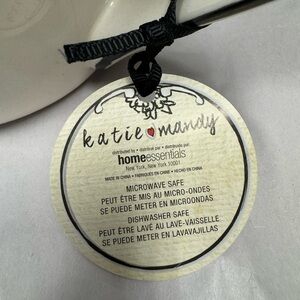 katie mandy
distributed by • distribué par • distribuido por
homeessentials
New York, New York 10001
MADE IN CHINA • FABRIQUÉS EN CHINE • HECHO EN CHINA
MICROWAVE SAFE
PEUT ÊTRE MIS AU MICRO-ONDES
SE PUEDE METER EN MICROONDAS
DISHWASHER SAFE
PEUT ÊTRE LAVÉ AU LAVE-VAISSELLE
SE PUEDE METER EN LAVAVAJILLAS